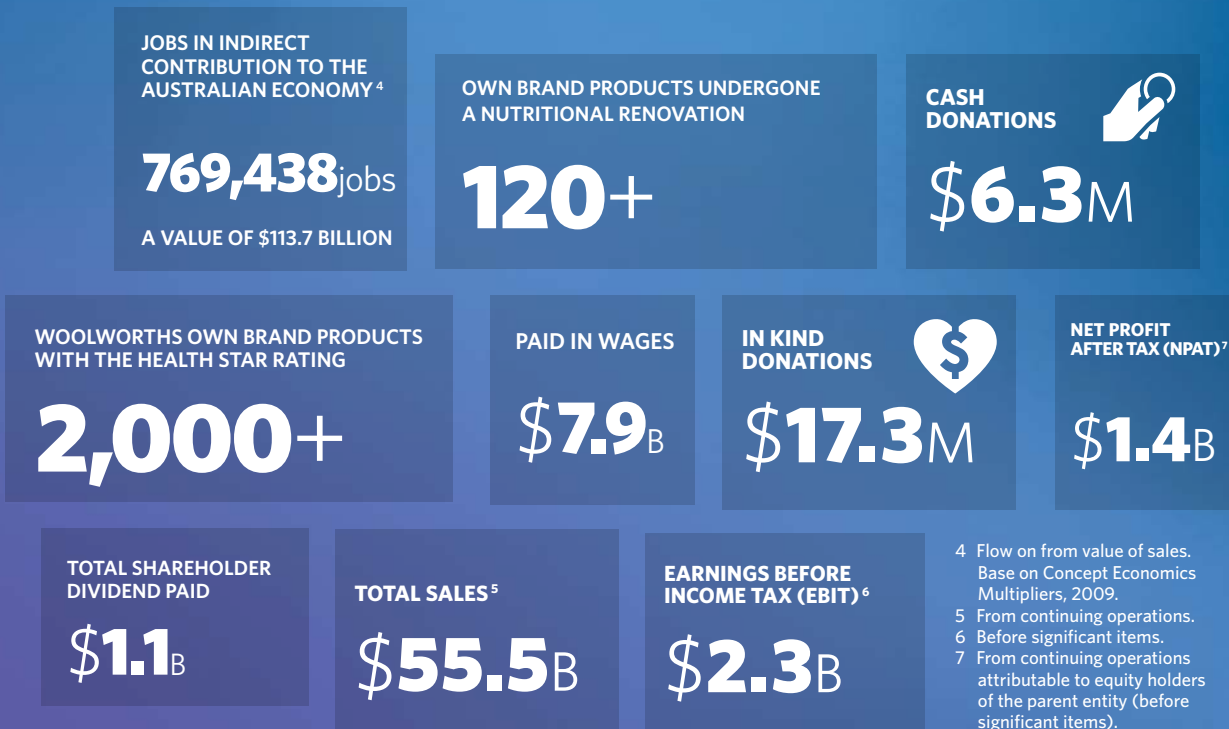 JOBS IN INDIRECT
CONTRIBUTION TO THE
AUSTRALIAN ECONOMY 4
769,438jobs
A VALUE OF $113.7 BILLION
OWN BRAND PRODUCTS UNDERGONE
A NUTRITIONAL RENOVATION
120+
CASH
DONATIONS
$6.3M
WOOLWORTHS OWN BRAND PRODUCTS
WITH THE HEALTH STAR RATING
2,000+
PAID IN WAGES
$7.9B
IN KIND
DONATIONS
$
$17.3M
NET PROFIT
AFTER TAX (NPAT)7
$1.4B
TOTAL SHAREHOLDER
DIVIDEND PAID
$1.1B
TOTAL SALES 5
$55.5B
EARNINGS BEFORE
INCOME TAX (EBIT) 6
$2.3B
4 Flow on from value of sales.
Base on Concept Economics
Multipliers, 2009.
5 From continuing operations.
6 Before significant items.
7 From continuing operations
attributable to equity holders
of the parent entity (before
significant items).